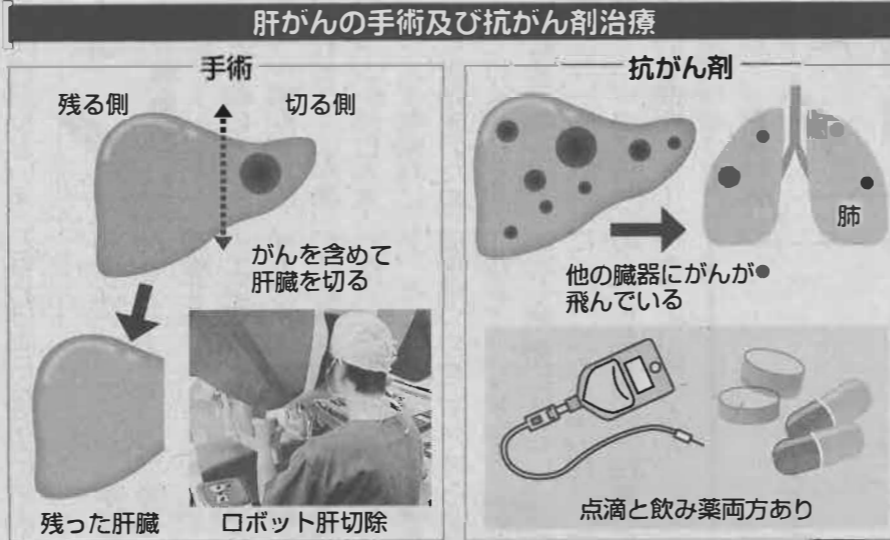 肝がんの手術及び抗がん剤治療
手術
残る側
切る側
がんを含めて
肝臓を切る
残った肝臓
ロボット肝切除
抗がん剤
肺
他の臓器にがんが
飛んでいる
点滴と飲み薬両方あり